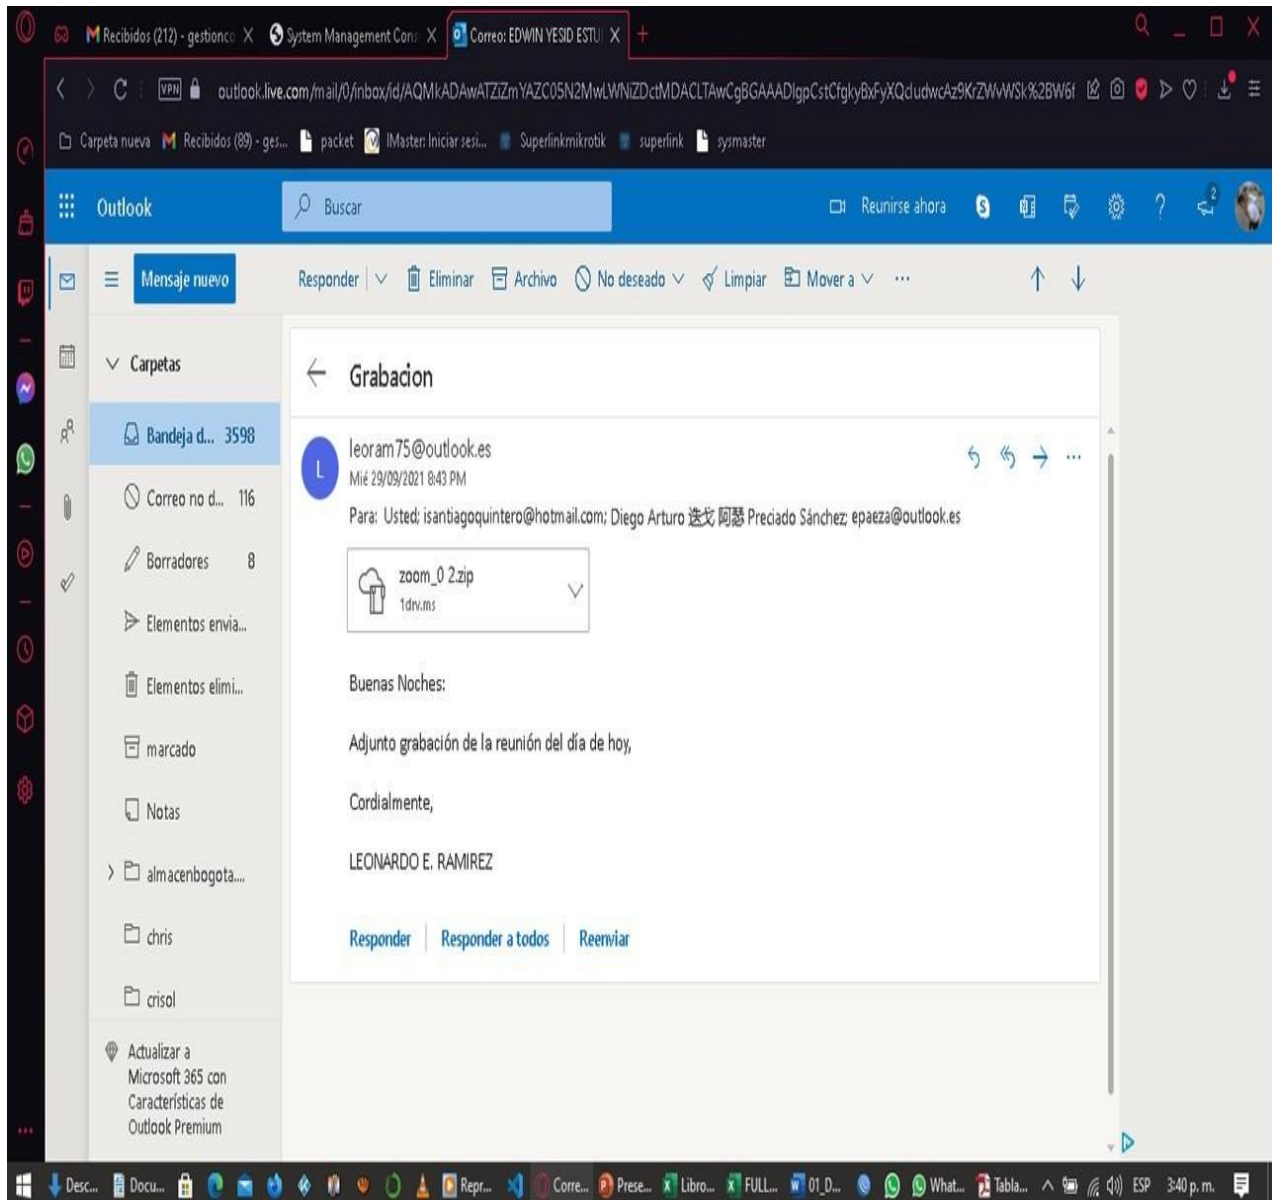 Recibidos (212) - gestionco
System Management Cons
Correo: EDWIN YESID ESTU
VPN
outlook.live.com/mail/0/inbox/id/
Carpeta nueva
Recibidos (89) - ges...
packet
IMaster: Iniciar sesi...
Superlinkmikrotik
superlink
sysmaster
Outlook
Buscar
Reunirse ahora
2
Mensaje nuevo
Responder
Eliminar
Archivo
No deseado
Limpiar
Mover a
Carpetas
Bandeja d... 3598
Correo no d... 116
Borradores 8
Elementos envia...
Elementos elimi...
marcado
Notas
almacenbogota....
chris
crisol
Actualizar a
Microsoft 365 con
Características de
Outlook Premium
Grabacion
L
leoram75@outlook.es
Mié 29/09/2021 8:43 PM
Para: Usted; isantiagoquintero@hotmail.com; Diego Arturo 迭戈 阿瑟 Preciado Sánchez; epaeza@outlook.es
zoom_0 2.zip
1drv.ms
Buenas Noches:
Adjunto grabación de la reunión del día de hoy,
Cordialmente,
LEONARDO E. RAMIREZ
Responder
Responder a todos
Reenviar
Desc...
Docu...
Repr...
Corre...
Prese...
Libro...
FULL...
01_D...
What...
Tabla...
ESP
3:40 p. m.